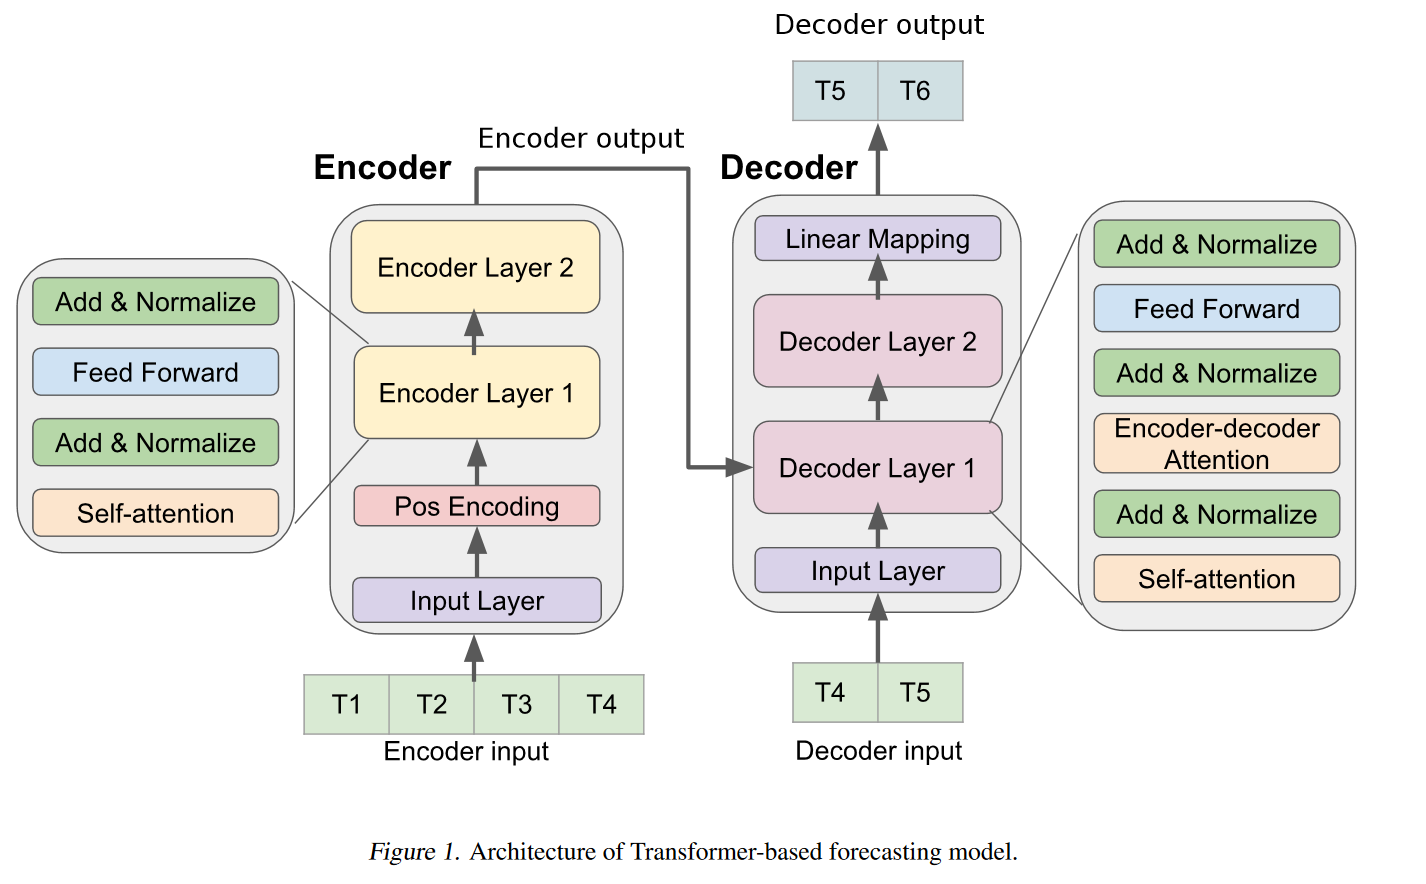 Decoder output
T5 T6
Encoder output
Encoder
Decoder
Add & Normalize
Feed Forward
Add & Normalize
Self-attention
Encoder Layer 2
Encoder Layer 1
Pos Encoding
Input Layer
T1 T2 T3 T4
Encoder input
Linear Mapping
Decoder Layer 2
Decoder Layer 1
Input Layer
T4 T5
Decoder input
Add & Normalize
Feed Forward
Add & Normalize
Encoder-decoder
Attention
Add & Normalize
Self-attention
Figure 1. Architecture of Transformer-based forecasting model.